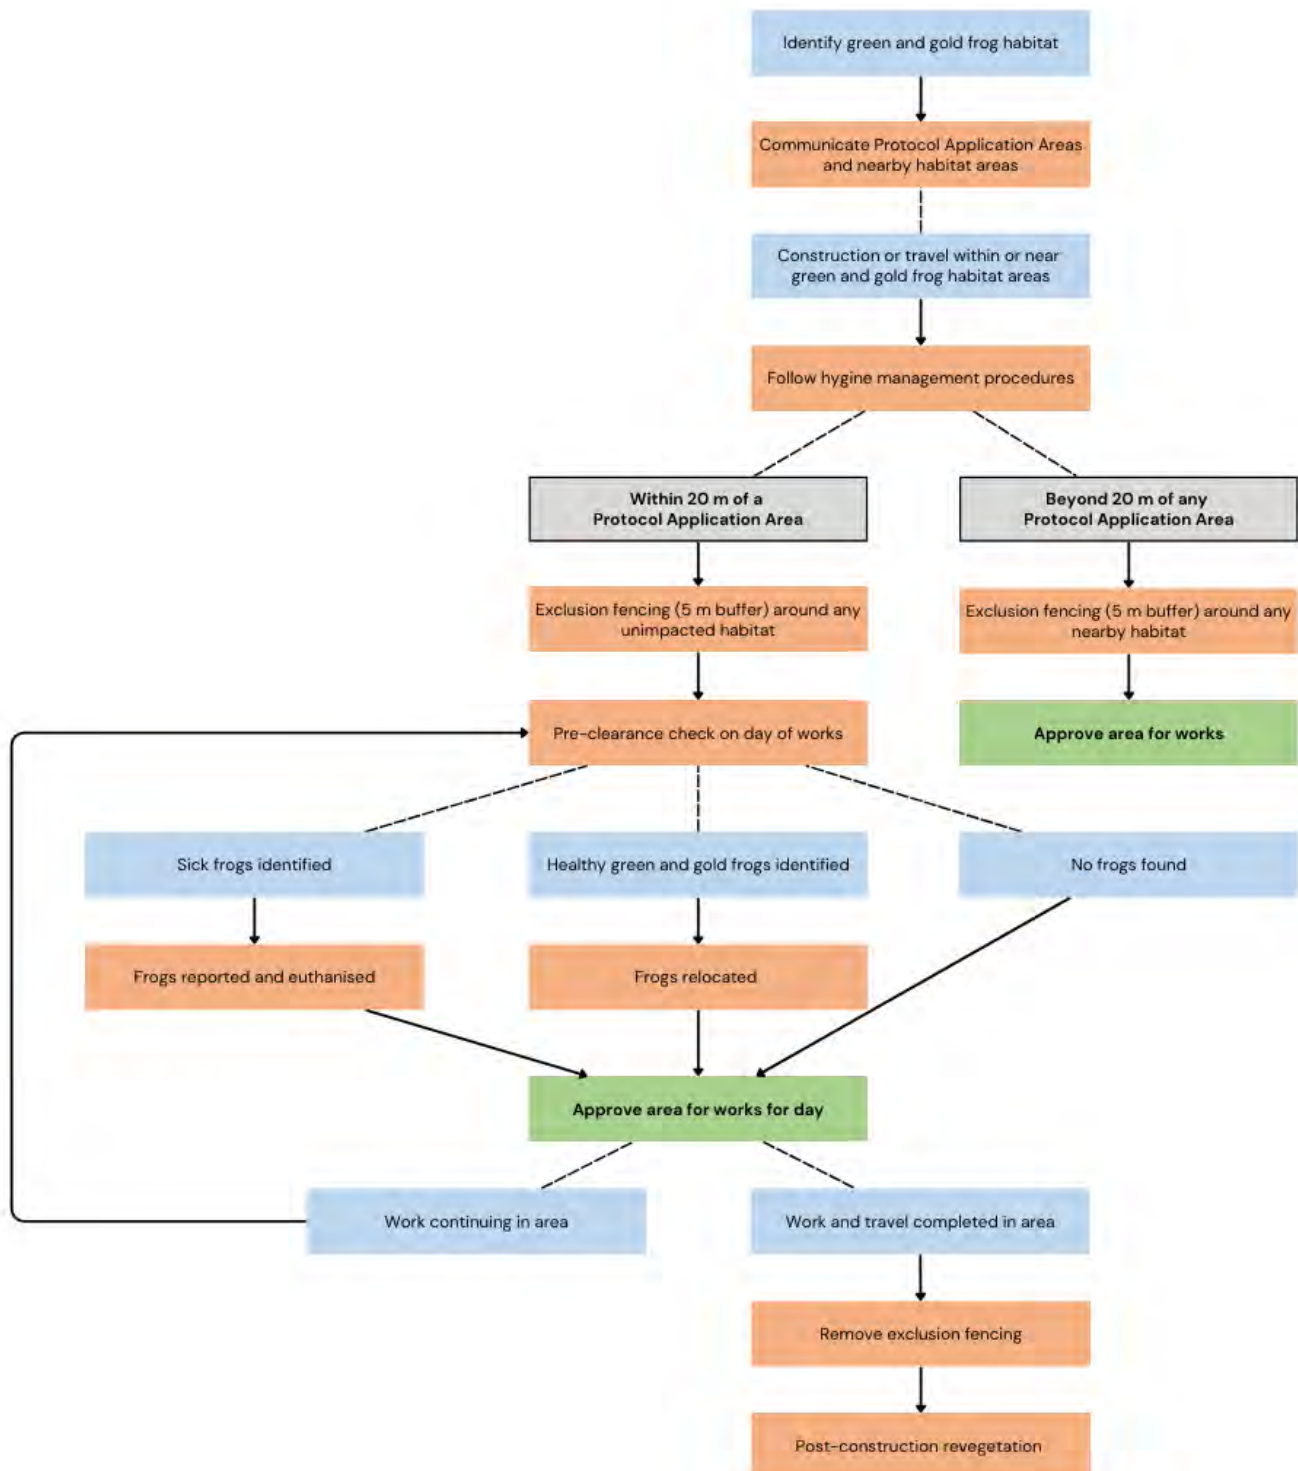 Identify green and gold frog habitat
Communicate Protocol Application Areas
and nearby habitat areas
Construction or travel within or near
green and gold frog habitat areas
Follow hygine management procedures
Within 20 m of a
Protocol Application Area
Beyond 20 m of any
Protocol Application Area
Exclusion fencing (5 m buffer) around any
unimpacted habitat
Exclusion fencing (5 m buffer) around any
nearby habitat
Pre-clearance check on day of works
Approve area for works
Sick frogs identified
Healthy green and gold frogs identified
No frogs found
Frogs reported and euthanised
Frogs relocated
Approve area for works for day
Work continuing in area
Work and travel completed in area
Remove exclusion fencing
Post-construction revegetation